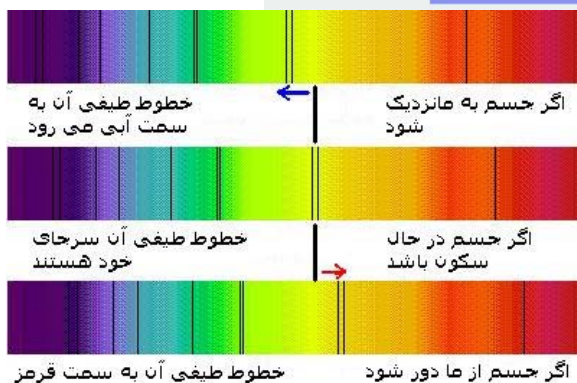 اگر جسم به مانزدیک
شود
خطوط طیفی آن به
سمت آبی می رود
اگر جسم در حال
سکون باشد
خطوط طیفی آن سرجای
خود هستند
اگر جسم از ما دور شود
خطوط طیفی آن به سمت قرمز